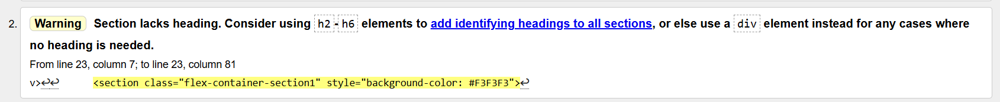 2. Warning Section lacks heading. Consider using h2-h6 elements to add identifying headings to all sections, or else use a div element instead for any cases where
no heading is needed.
From line 23, column 7; to line 23, column 81
v>↩↩ <section class="flex-container-section1" style="background-color: #F3F3F3">↩